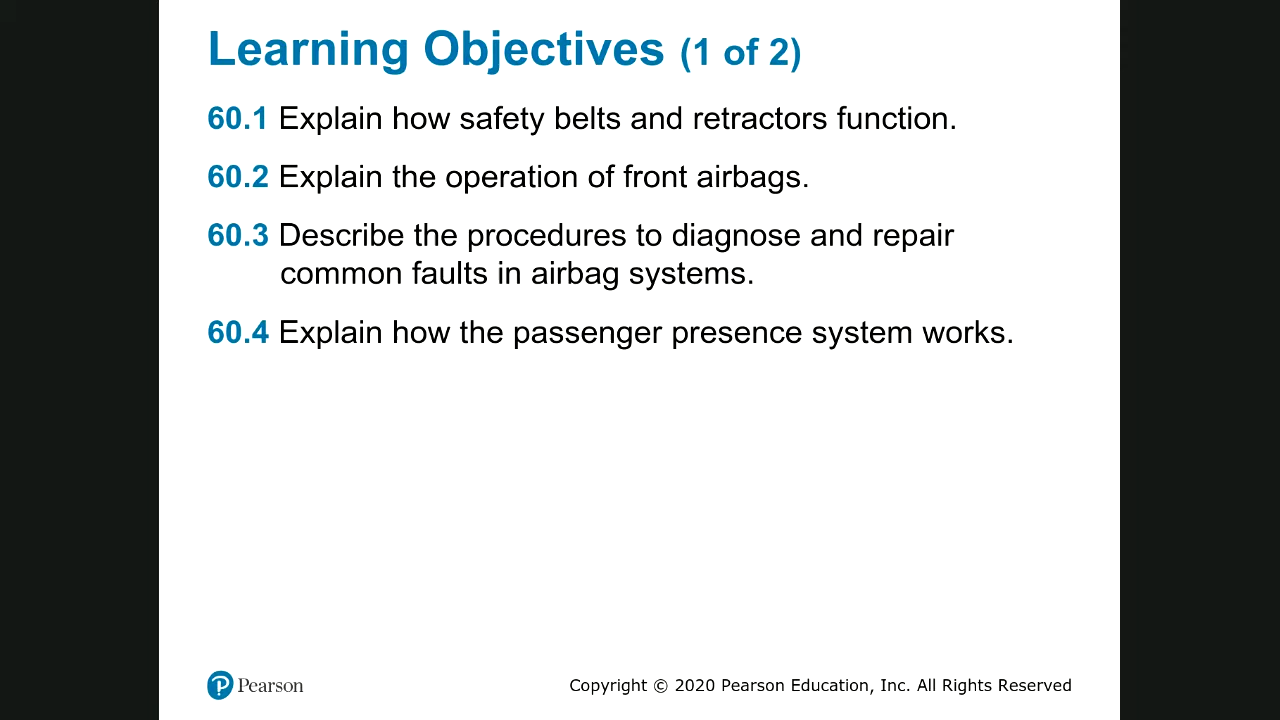 Learning Objectives (1 of 2)
60.1 Explain how safety belts and retractors function.
60.2 Explain the operation of front airbags.
60.3 Describe the procedures to diagnose and repair
common faults in airbag systems.
60.4 Explain how the passenger presence system works.
Pearson
Copyright © 2020 Pearson Education, Inc. All Rights Reserved